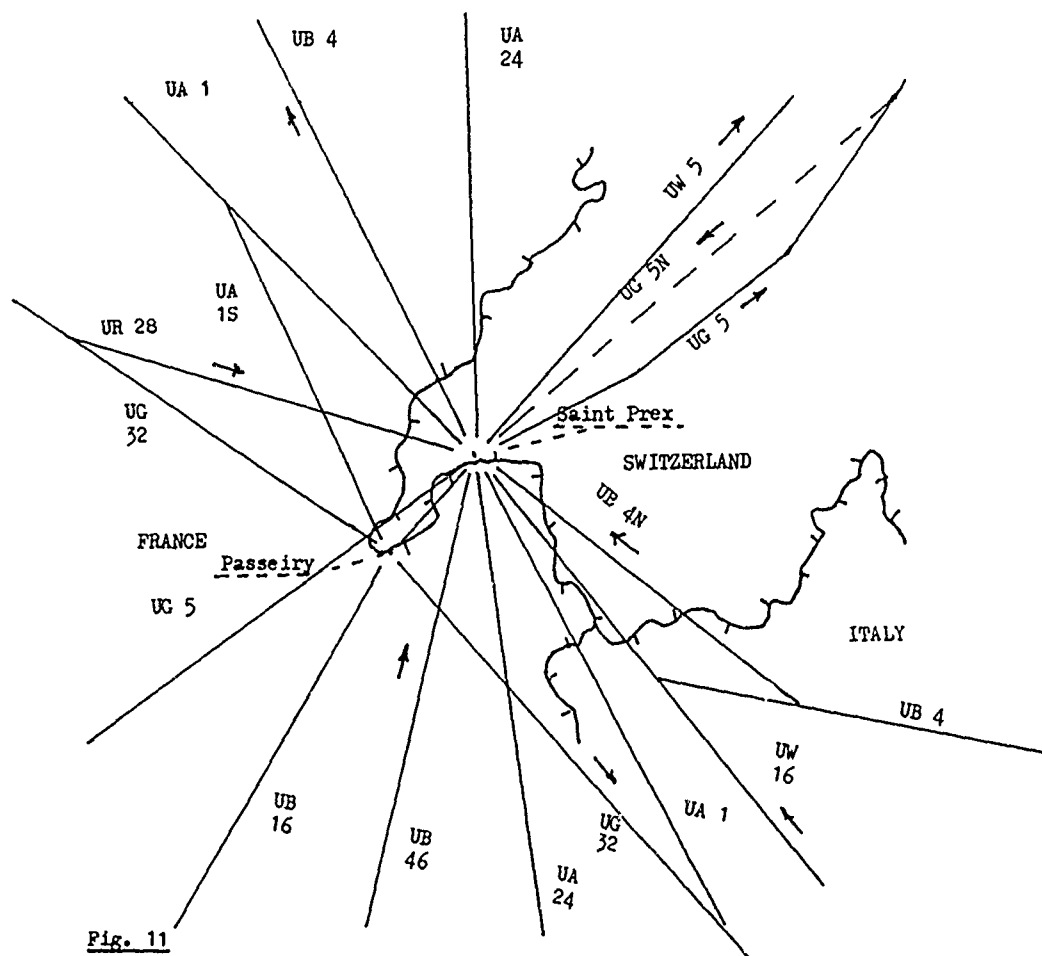 UB 4
UA
24
UA 1
UW 5
UG 5N
UA
1S
UR 28
UG 5
UG
32
Saint Prex
SWITZERLAND
UB 4N
FRANCE
Passeiry
UG 5
ITALY
UB 4
UW
16
UB
16
UB
46
UG
32
UA 1
UA
24
Fig. 11